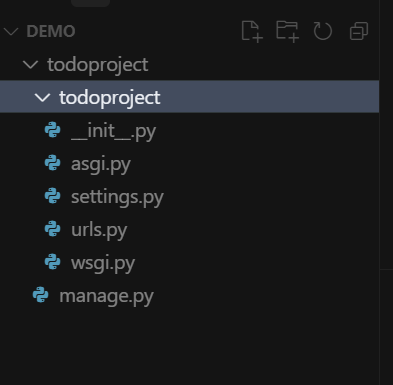 DEMO
todoproject
todoproject
__init__.py
asgi.py
settings.py
urls.py
wsgi.py
manage.py